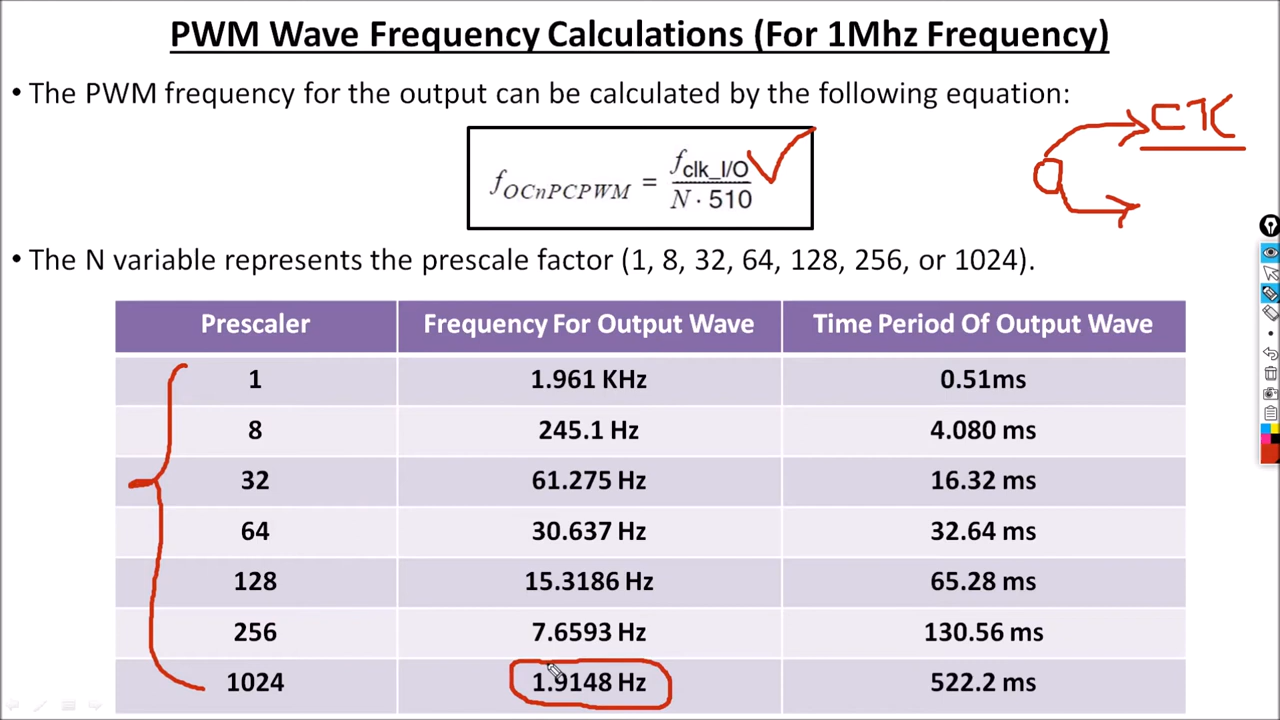 PWM Wave Frequency Calculations (For 1Mhz Frequency)
• The PWM frequency for the output can be calculated by the following equation:
CTC
fOCnPCPWM = fclk_I/O / N · 510
• The N variable represents the prescale factor (1, 8, 32, 64, 128, 256, or 1024).
Prescaler Frequency For Output Wave Time Period Of Output Wave
1 1.961 KHz 0.51ms
8 245.1 Hz 4.080 ms
32 61.275 Hz 16.32 ms
64 30.637 Hz 32.64 ms
128 15.3186 Hz 65.28 ms
256 7.6593 Hz 130.56 ms
1024 1.9148 Hz 522.2 ms